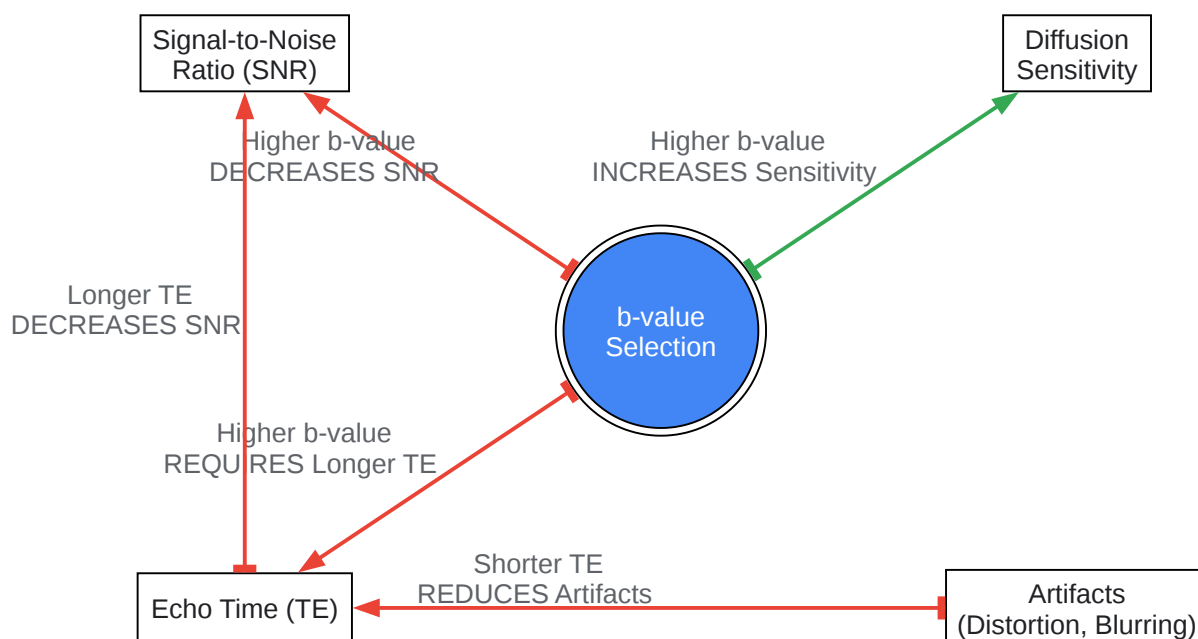 Signal-to-Noise
Ratio (SNR)
Diffusion
Sensitivity
Higher b-value
DECREASES SNR
Higher b-value
INCREASES Sensitivity
Longer TE
DECREASES SNR
b-value
Selection
Higher b-value
REQUIRES Longer TE
Shorter TE
REDUCES Artifacts
Echo Time (TE)
Artifacts
(Distortion, Blurring)